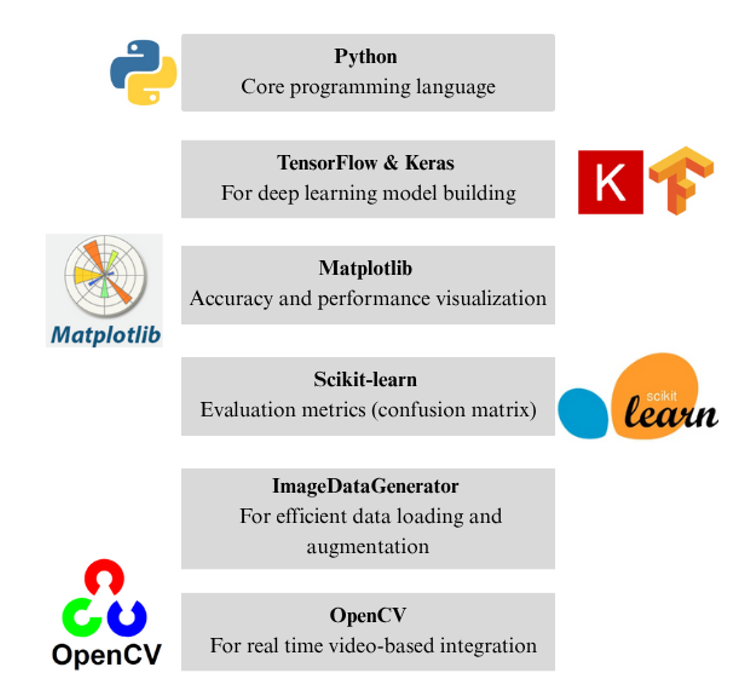 Python
Core programming language
TensorFlow & Keras
For deep learning model building
K
Matplotlib
Accuracy and performance visualization
Matplotlib
Scikit-learn
Evaluation metrics (confusion matrix)
scikit
learn
ImageDataGenerator
For efficient data loading and
augmentation
OpenCV
For real time video-based integration
OpenCV